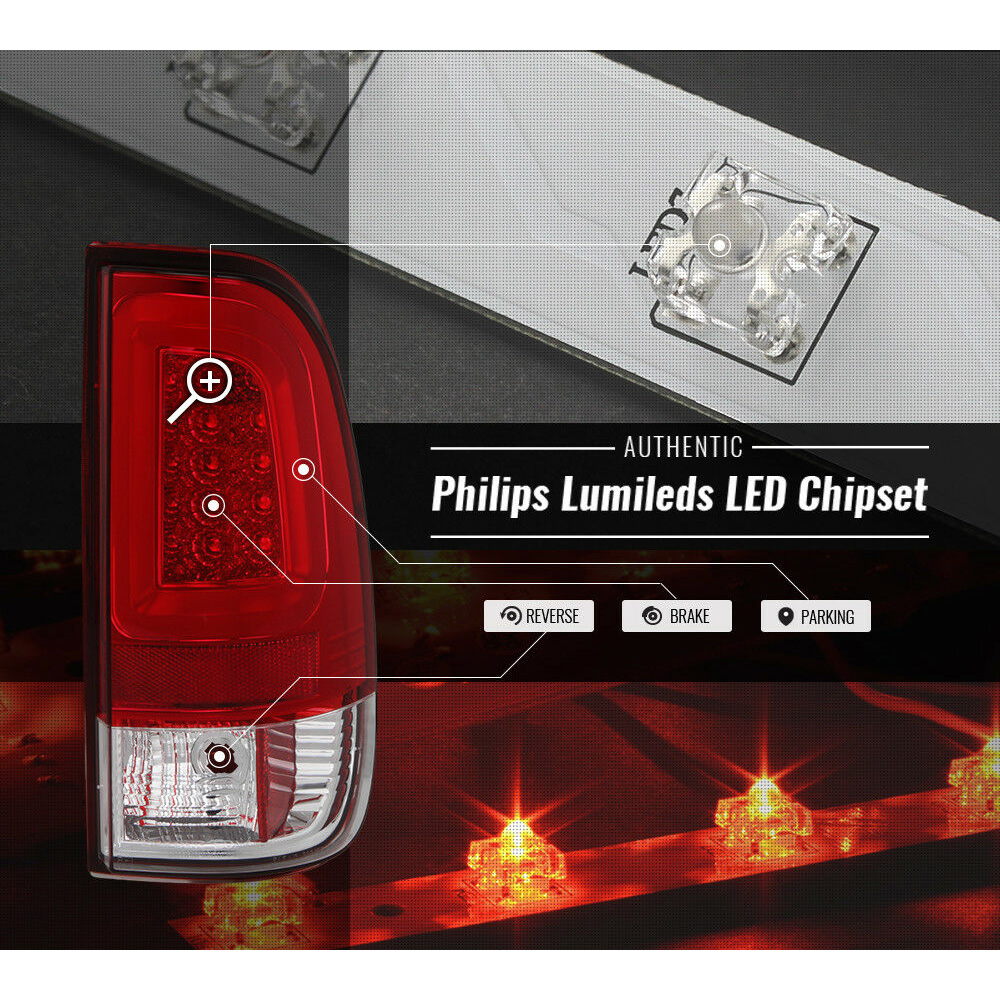 AUTHENTIC
Philips Lumileds LED Chipset
REVERSE
BRAKE
PARKING